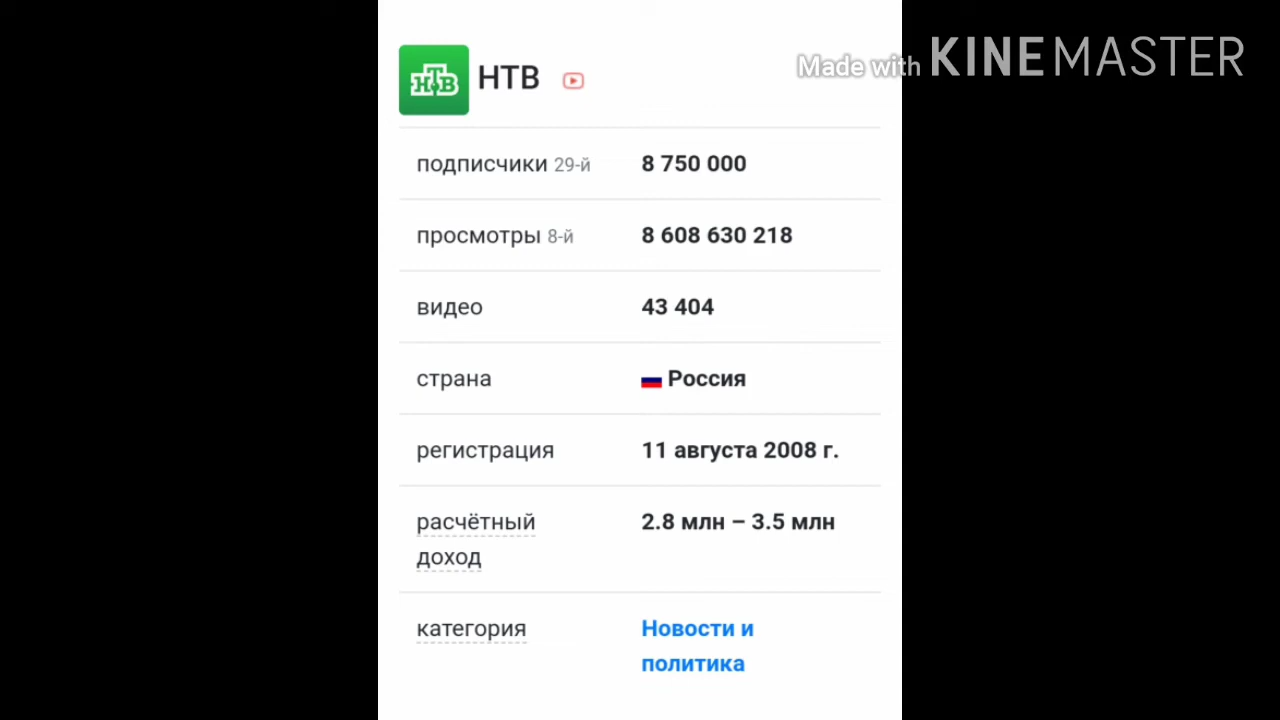 Made with KINEMASTER
НТВ НТВ
подписчики 29-й 8 750 000
просмотры 8-й 8 608 630 218
видео 43 404
страна Россия
регистрация 11 августа 2008 г.
расчётный 2.8 млн – 3.5 млн
доход
категория Новости и
политика